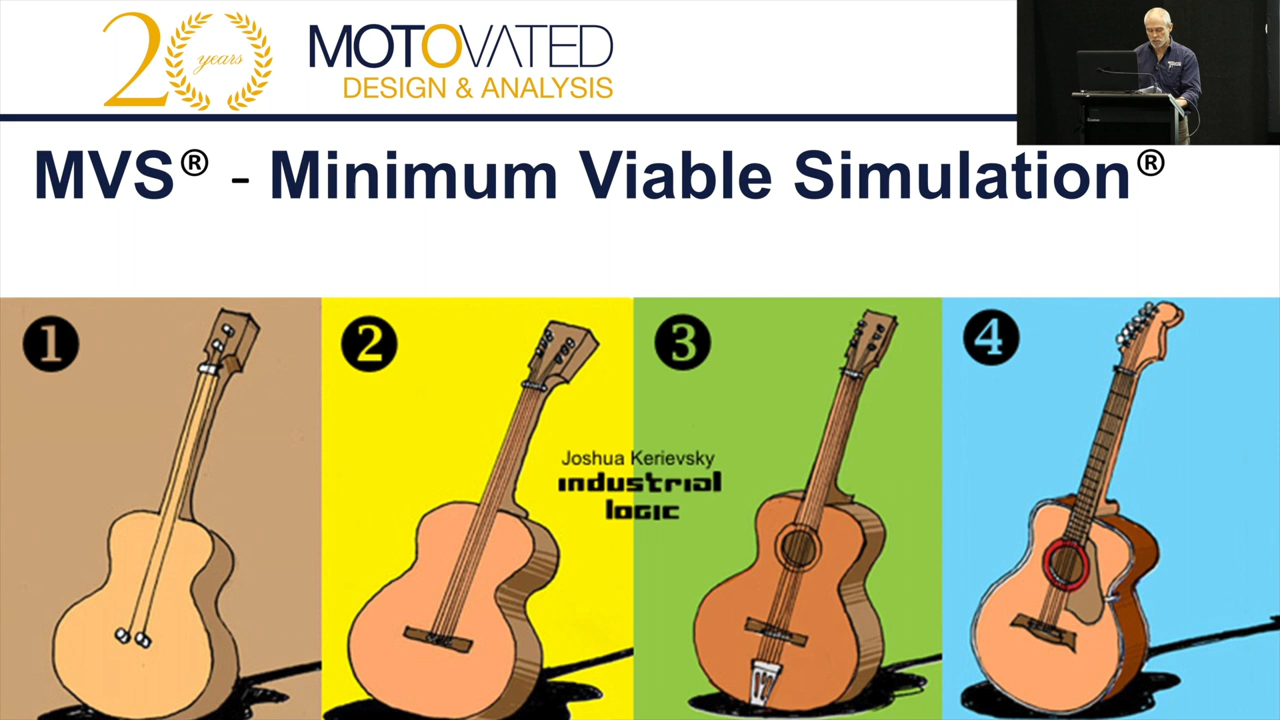 20 years
MOTOVATED
DESIGN & ANALYSIS
MVS® - Minimum Viable Simulation®
1
2
3
4
Joshua Kerievsky
industrial
logic